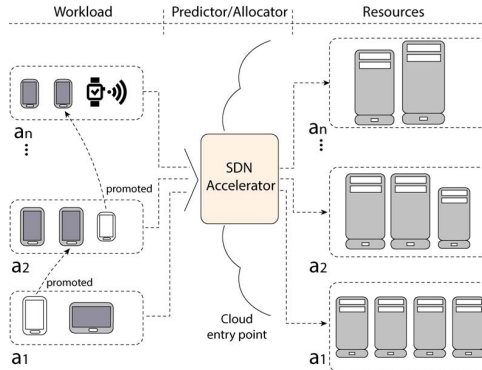 Workload
Predictor/Allocator
Resources
an
⋮
promoted
a2
promoted
a1
SDN
Accelerator
Cloud
entry point
an
⋮
a2
a1